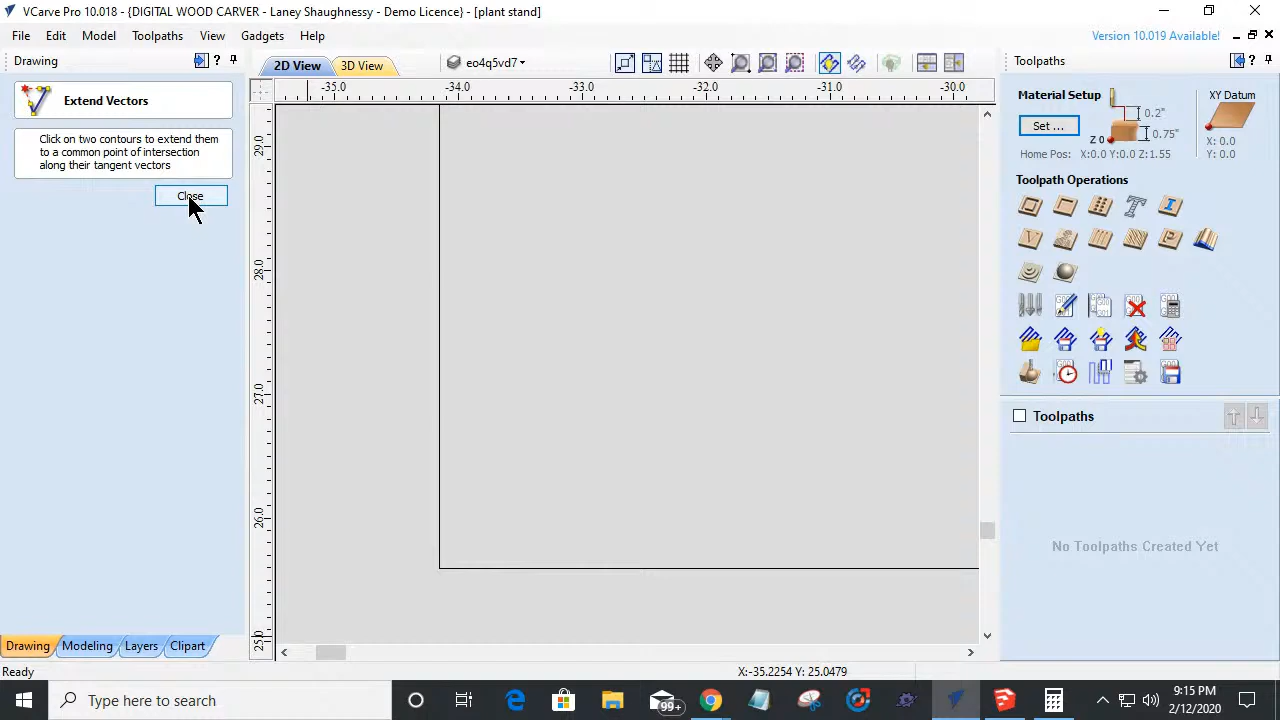 VCarve Pro 10.018 - {DIGITAL WOOD CARVER - Laney Shaughnessy - Demo Licence} - [plant stand]
File Edit Model Toolpaths View Gadgets Help
Version 10.019 Available!
Drawing
Extend Vectors
Click on two contours to extend them
to a common point of intersection
along their tangent vectors
Close
2D View
3D View
eo4q5vd7
-35.0 -34.0 -33.0 -32.0 -31.0 -30.0
29.0
28.0
27.0
26.0
25.0
Toolpaths
Material Setup
Set ...
0.2"
Z 0
0.75"
XY Datum
X: 0.0
Y: 0.0
Home Pos: X:0.0 Y:0.0 Z:1.55
Toolpath Operations
Toolpaths
No Toolpaths Created Yet
Drawing Modeling Layers Clipart
Ready
X:-35.2254 Y: 25.0479
Type here to search
99+
9:15 PM
2/12/2020